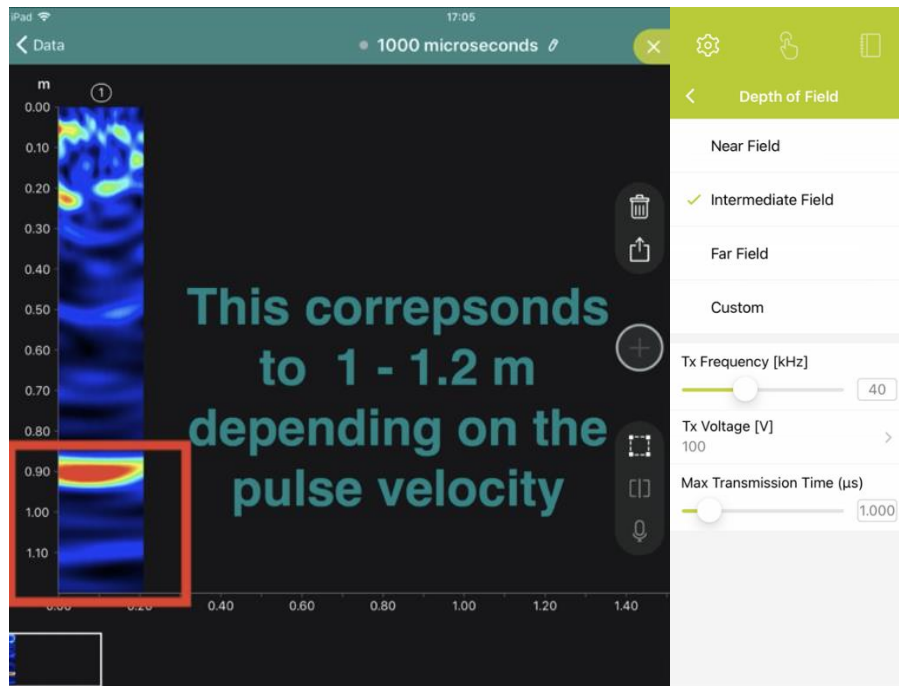 iPad 17:05
Data
1000 microseconds
Depth of Field
m
1
0.00
0.10
0.20
0.30
0.40
0.50
0.60
0.70
0.80
0.90
1.00
1.10
This correpsonds
to 1 - 1.2 m
depending on the
pulse velocity
0.00 0.20 0.40 0.60 0.80 1.00 1.20 1.40
Near Field
Intermediate Field
Far Field
Custom
Tx Frequency [kHz]
40
Tx Voltage [V]
100
Max Transmission Time (µs)
1.000